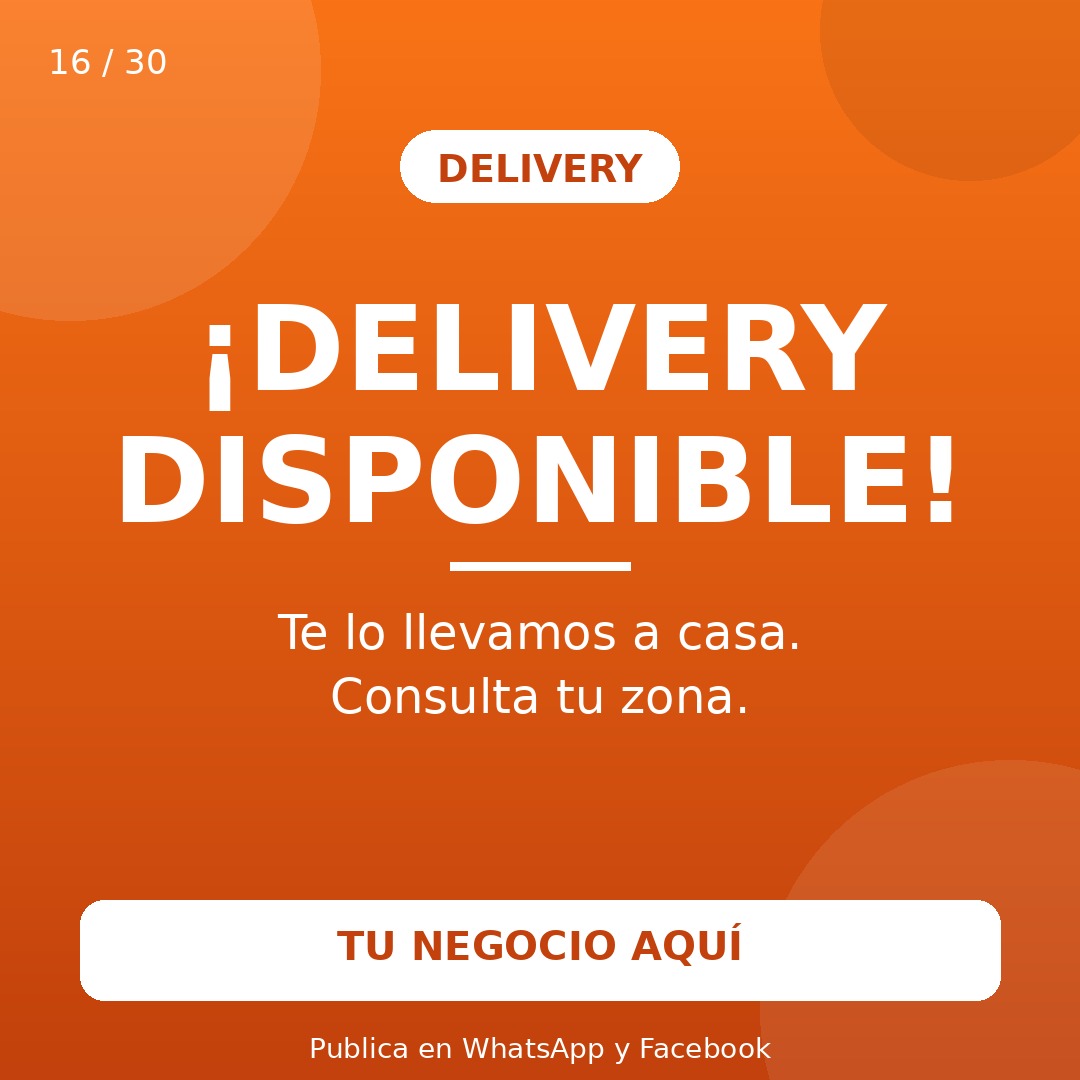 16 / 30
DELIVERY
¡DELIVERY
DISPONIBLE!
Te lo llevamos a casa.
Consulta tu zona.
TU NEGOCIO AQUÍ
Publica en WhatsApp y Facebook